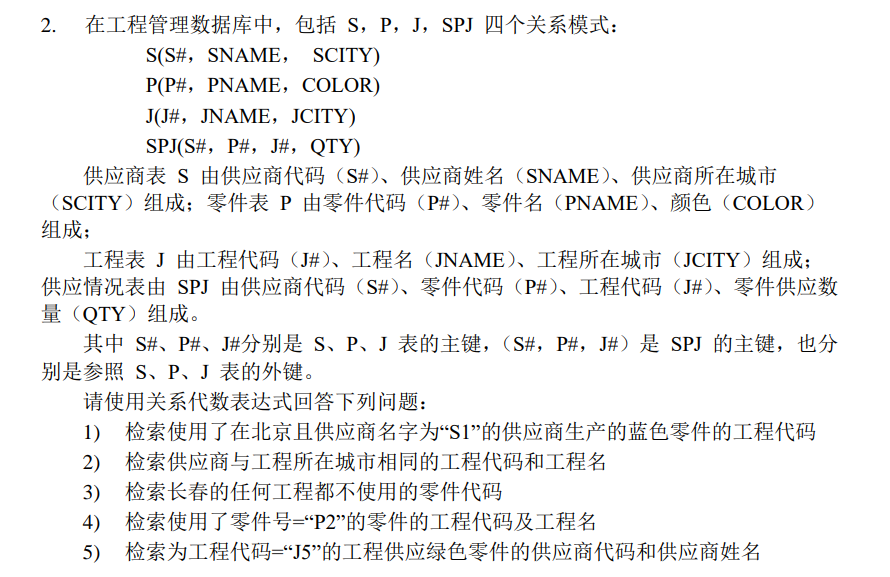 2. 在工程管理数据库中，包括 S，P，J，SPJ 四个关系模式：
S(S#，SNAME， SCITY)
P(P#，PNAME，COLOR)
J(J#，JNAME，JCITY)
SPJ(S#，P#，J#，QTY)
供应商表 S 由供应商代码（S#）、供应商姓名（SNAME）、供应商所在城市
（SCITY）组成；零件表 P 由零件代码（P#）、零件名（PNAME）、颜色（COLOR）
组成；
工程表 J 由工程代码（J#）、工程名（JNAME）、工程所在城市（JCITY）组成；
供应情况表由 SPJ 由供应商代码（S#）、零件代码（P#）、工程代码（J#）、零件供应数
量（QTY）组成。
其中 S#、P#、J#分别是 S、P、J 表的主键，（S#，P#，J#）是 SPJ 的主键，也分
别是参照 S、P、J 表的外键。
请使用关系代数表达式回答下列问题：
1) 检索使用了在北京且供应商名字为“S1”的供应商生产的蓝色零件的工程代码
2) 检索供应商与工程所在城市相同的工程代码和工程名
3) 检索长春的任何工程都不使用的零件代码
4) 检索使用了零件号=“P2”的零件的工程代码及工程名
5) 检索为工程代码=“J5”的工程供应绿色零件的供应商代码和供应商姓名